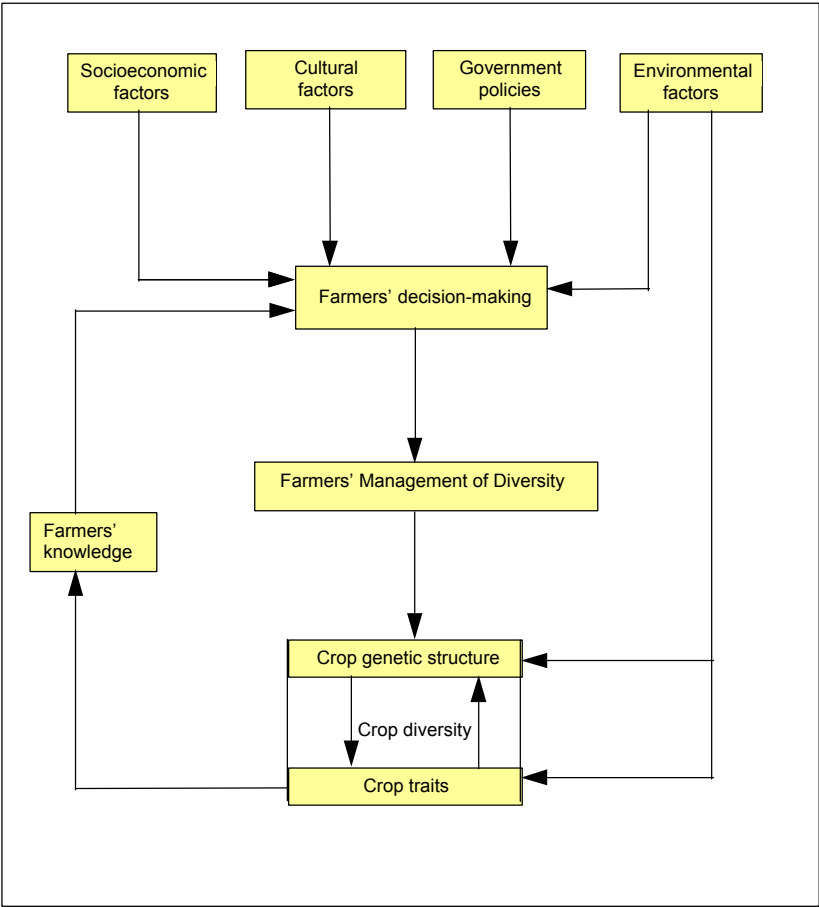 Socioeconomic
factors
Cultural
factors
Government
policies
Environmental
factors
Farmers' decision-making
Farmers' Management of Diversity
Farmers'
knowledge
Crop genetic structure
Crop diversity
Crop traits